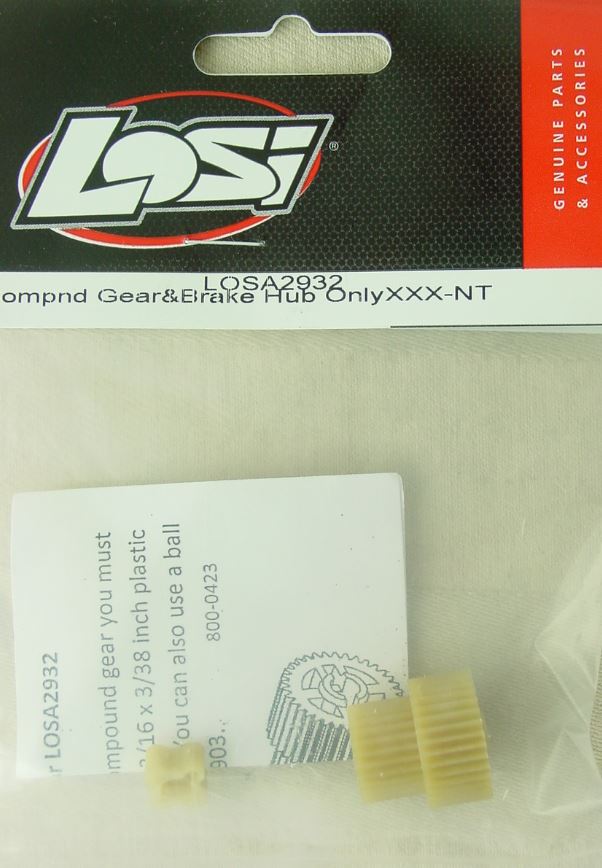 Losi®
GENUINE PARTS
& ACCESSORIES
LOSA2932
ompnd Gear&Brake Hub OnlyXXX-NT
r LOSA2932
ompound gear you must
3/16 x 3/38 inch plastic
You can also use a ball
903..
800-0423